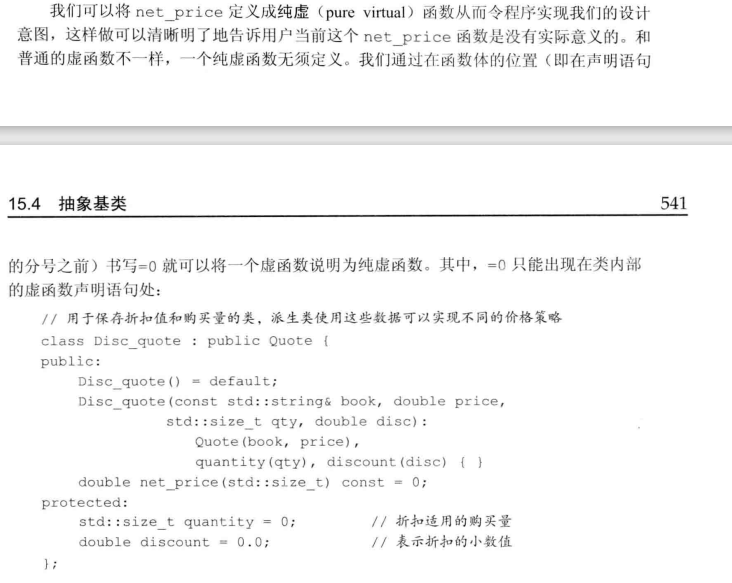 我们可以将 net_price 定义成纯虚（pure virtual）函数从而令程序实现我们的设计
意图，这样做可以清晰明了地告诉用户当前这个 net_price 函数是没有实际意义的。和
普通的虚函数不一样，一个纯虚函数无须定义。我们通过在函数体的位置（即在声明语句
15.4 抽象基类 541
的分号之前）书写=0 就可以将一个虚函数说明为纯虚函数。其中，=0 只能出现在类内部
的虚函数声明语句处：
// 用于保存折扣值和购买量的类，派生类使用这些数据可以实现不同的价格策略
class Disc_quote : public Quote {
public:
Disc_quote() = default;
Disc_quote(const std::string& book, double price,
std::size_t qty, double disc):
Quote(book, price),
quantity(qty), discount(disc) { }
double net_price(std::size_t) const = 0;
protected:
std::size_t quantity = 0; // 折扣适用的购买量
double discount = 0.0; // 表示折扣的小数值
};